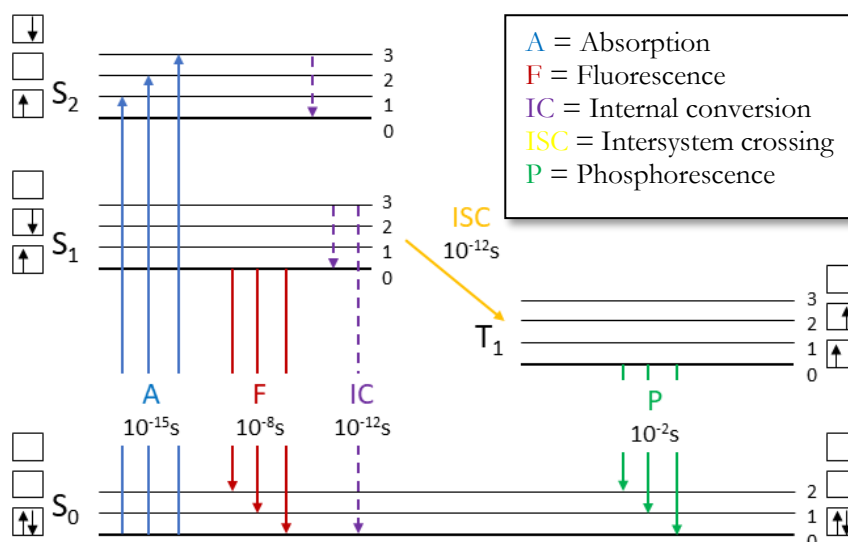 A = Absorption
F = Fluorescence
IC = Internal conversion
ISC = Intersystem crossing
P = Phosphorescence
S2
3
2
1
0
S1
3
2
1
0
ISC
10-12s
T1
3
2
1
0
A
F
IC
P
10-15s
10-8s
10-12s
10-2s
S0
2
1
0